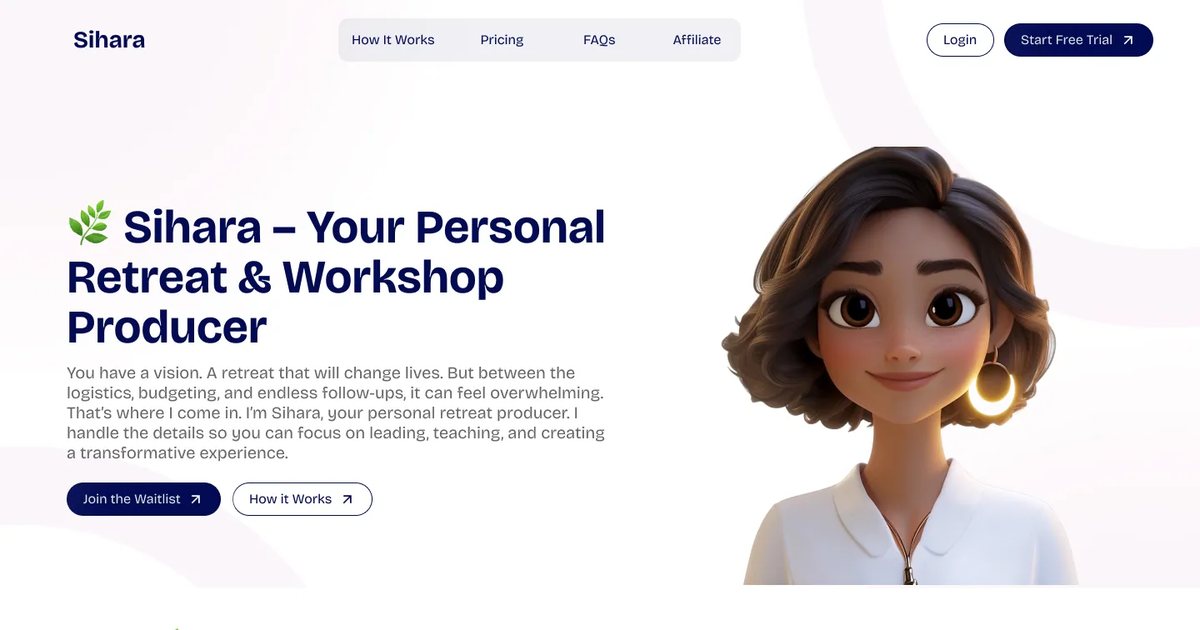 Sihara
How It Works
Pricing
FAQs
Affiliate
Login
Start Free Trial
🌿 Sihara – Your Personal
Retreat & Workshop
Producer
You have a vision. A retreat that will change lives. But between the
logistics, budgeting, and endless follow-ups, it can feel overwhelming.
That's where I come in. I'm Sihara, your personal retreat producer. I
handle the details so you can focus on leading, teaching, and creating
a transformative experience.
Join the Waitlist
How it Works